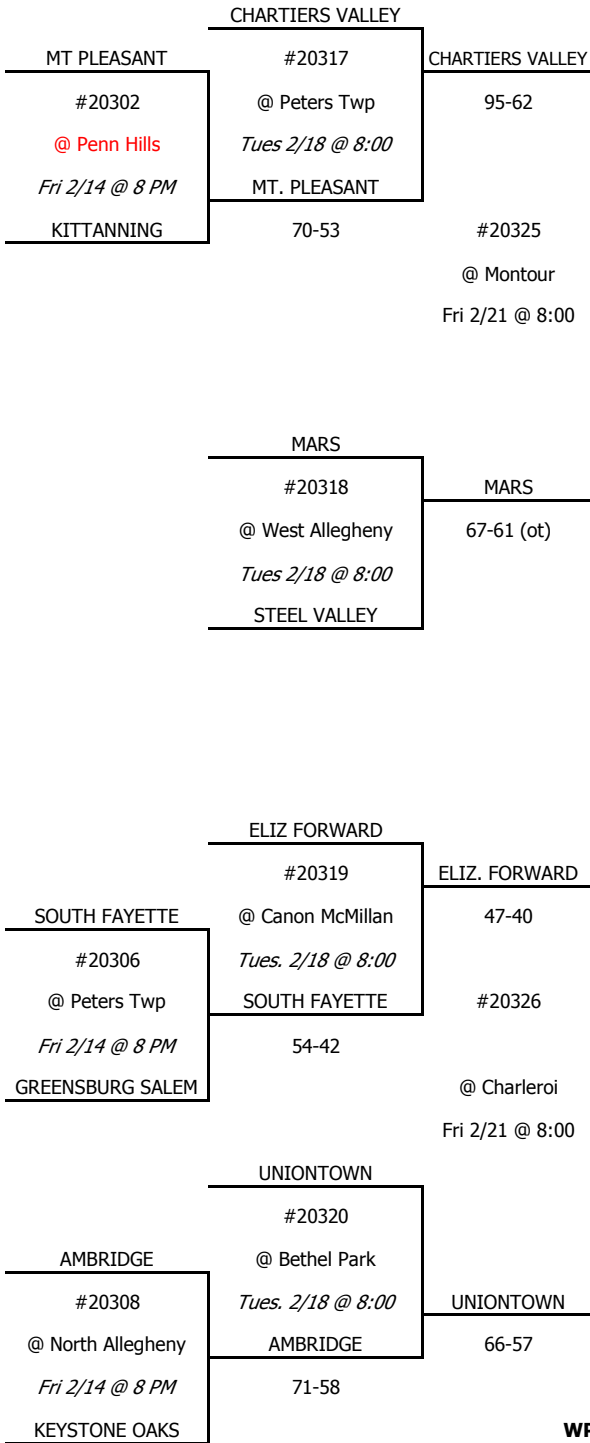 CHARTIERS VALLEY
MT PLEASANT
#20317
CHARTIERS VALLEY
#20302
@ Peters Twp
95-62
@ Penn Hills
Tues 2/18 @ 8:00
Fri 2/14 @ 8 PM
MT. PLEASANT
KITTANNING
70-53
#20325
@ Montour
Fri 2/21 @ 8:00
MARS
#20318
MARS
@ West Allegheny
67-61 (ot)
Tues 2/18 @ 8:00
STEEL VALLEY
ELIZ FORWARD
#20319
ELIZ. FORWARD
SOUTH FAYETTE
@ Canon McMillan
47-40
#20306
Tues. 2/18 @ 8:00
@ Peters Twp
SOUTH FAYETTE
#20326
Fri 2/14 @ 8 PM
54-42
GREENSBURG SALEM
@ Charleroi
Fri 2/21 @ 8:00
UNIONTOWN
#20320
AMBRIDGE
@ Bethel Park
#20308
Tues. 2/18 @ 8:00
UNIONTOWN
@ North Allegheny
AMBRIDGE
66-57
Fri 2/14 @ 8 PM
71-58
KEYSTONE OAKS